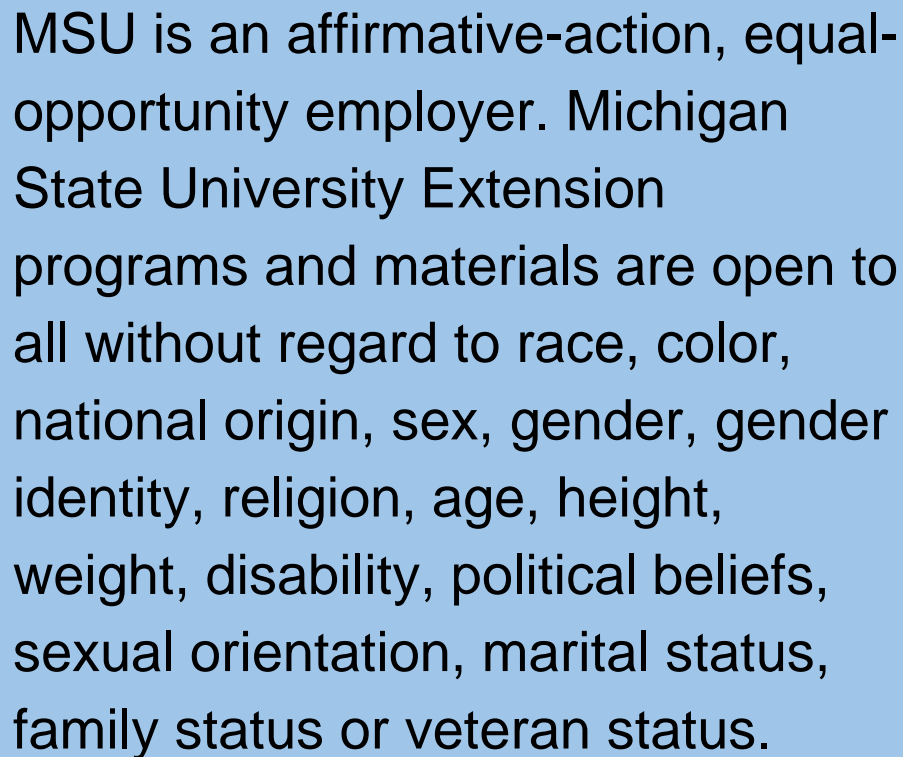 MSU is an affirmative-action, equal-
opportunity employer. Michigan
State University Extension
programs and materials are open to
all without regard to race, color,
national origin, sex, gender, gender
identity, religion, age, height,
weight, disability, political beliefs,
sexual orientation, marital status,
family status or veteran status.